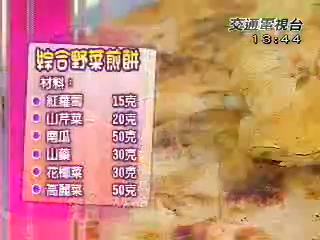 交通電視台
13:44
綜合野菜煎餅
材料：
紅蘿蔔 15克
山芹菜 20克
南瓜 50克
山藥 30克
花椰菜 30克
高麗菜 50克